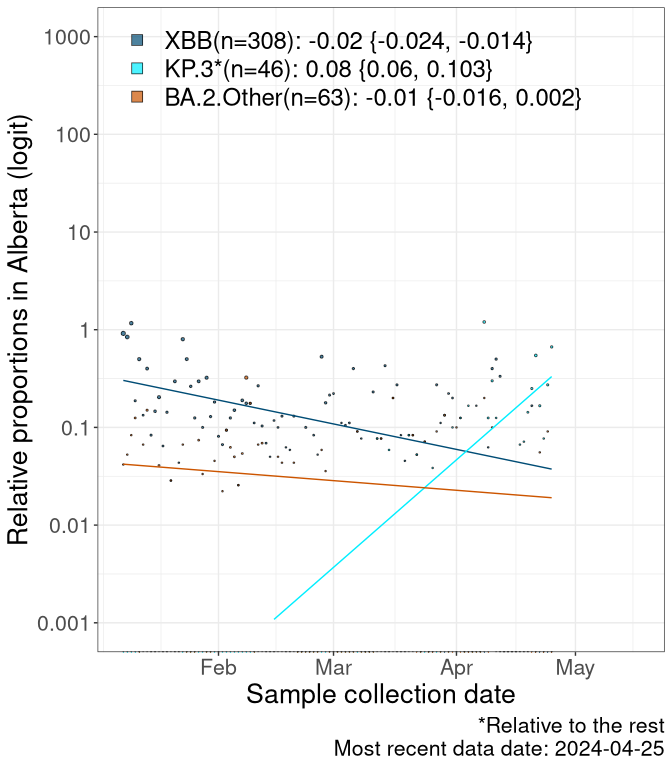 XBB(n=308): -0.02 {-0.024, -0.014}
KP.3*(n=46): 0.08 {0.06, 0.103}
BA.2.Other(n=63): -0.01 {-0.016, 0.002}
Relative proportions in Alberta (logit)
1000
100
10
1
0.1
0.01
0.001
Feb Mar Apr May
Sample collection date
*Relative to the rest
Most recent data date: 2024-04-25